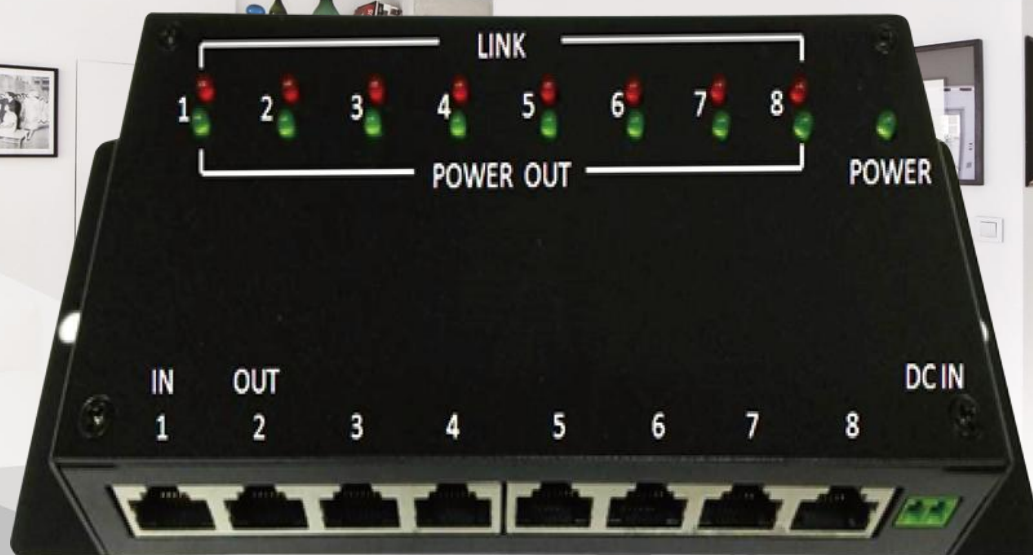 LINK
1 2 3 4 5 6 7 8
POWER OUT
POWER
IN OUT DC IN
1 2 3 4 5 6 7 8